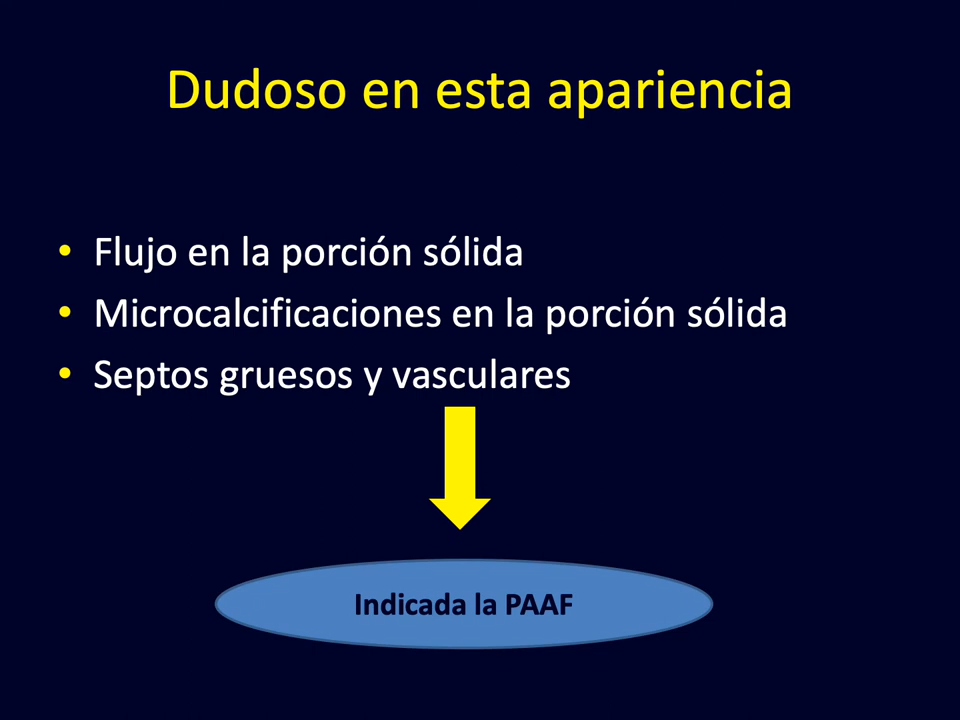 Dudoso en esta apariencia
• Flujo en la porción sólida
• Microcalcificaciones en la porción sólida
• Septos gruesos y vasculares
Indicada la PAAF